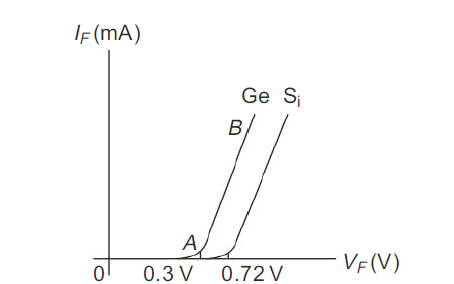 I_F (mA)
Ge S_i
B
A
0 0.3 V 0.72 V V_F (V)